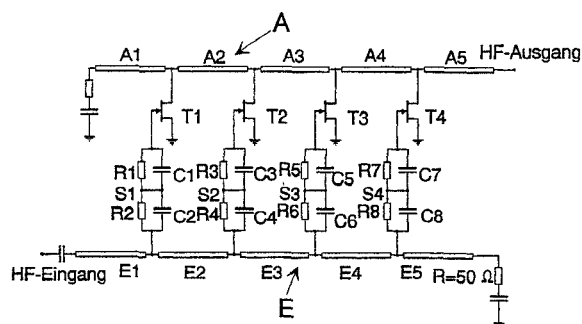 A
A1 A2 A3 A4 A5 HF-Ausgang
T1 T2 T3 T4
R1 C1 R3 C3 R5 C5 R7 C7
S1 S2 S3 S4
R2 C2 R4 C4 R6 C6 R8 C8
HF-Eingang E1 E2 E3 E4 E5 R=50 Ω
E